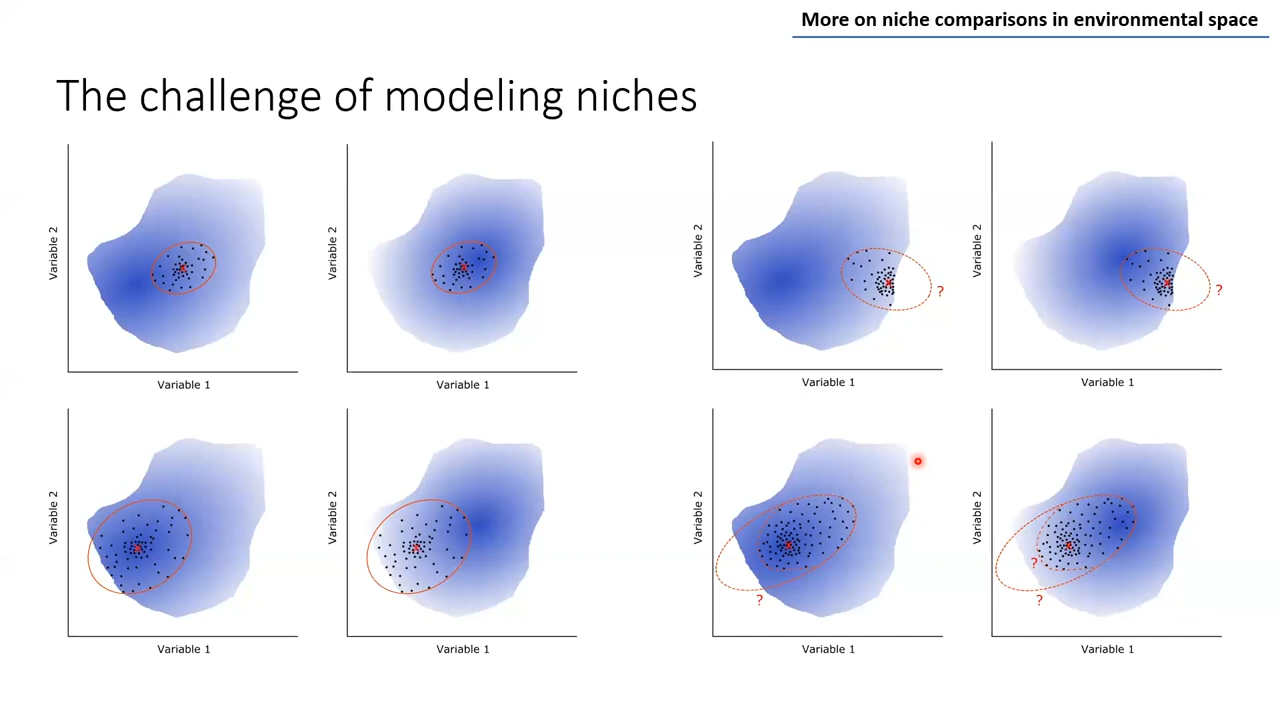 More on niche comparisons in environmental space
The challenge of modeling niches
Variable 2
Variable 1
Variable 2
Variable 1
Variable 2
?
Variable 1
Variable 2
?
Variable 1
Variable 2
Variable 1
Variable 2
Variable 1
Variable 2
?
Variable 1
Variable 2
?
?
Variable 1